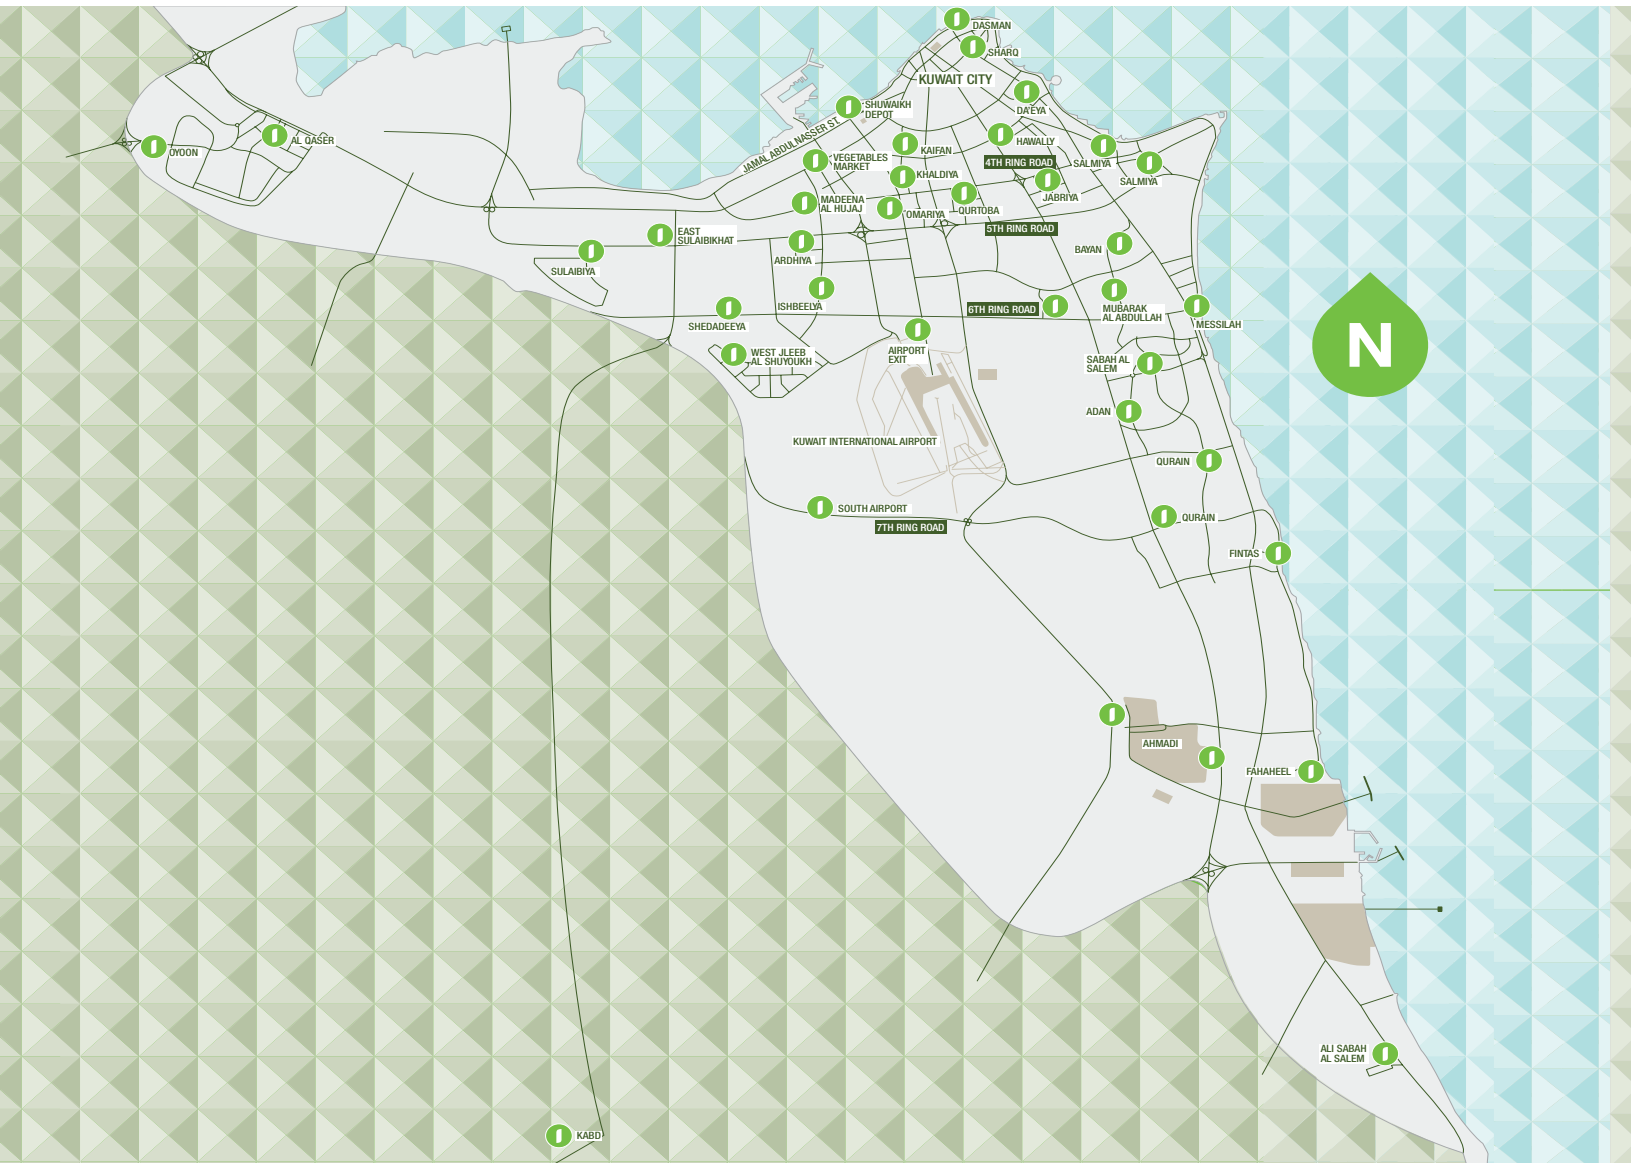 DASMAN
SHARQ
KUWAIT CITY
DA'EYA
SHUWAIKH
DEPOT
JAMAL ABDULNASSER ST.
AL QASER
OYOON
HAWALLY
KAIFAN
VEGETABLES
MARKET
4TH RING ROAD
SALMIYA
SALMIYA
KHALDIYA
JABRIYA
MADEENA
AL HUJAJ
OMARIYA
QURTOBA
5TH RING ROAD
EAST
SULAIBIKHAT
BAYAN
ARDHIYA
SULAIBIYA
ISHBEELYA
6TH RING ROAD
MUBARAK
AL ABDULLAH
MESSILAH
SHEDADEEYA
AIRPORT
EXIT
WEST JLEEB
AL SHUYOUKH
SABAH AL
SALEM
N
ADAN
KUWAIT INTERNATIONAL AIRPORT
QURAIN
SOUTH AIRPORT
7TH RING ROAD
QURAIN
FINTAS
AHMADI
FAHAHEEL
ALI SABAH
AL SALEM
KABD